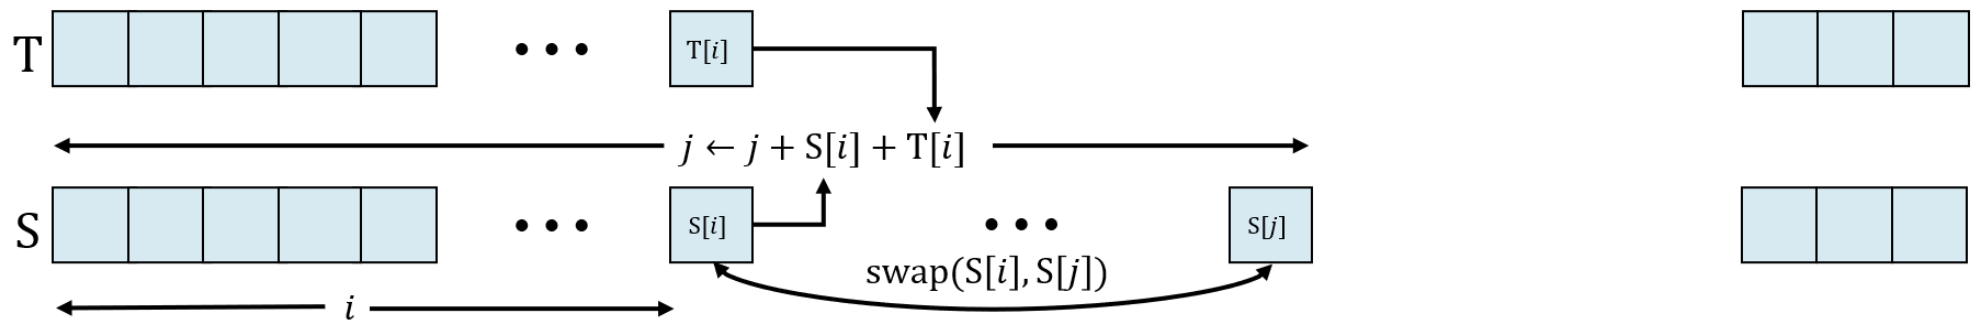 T T[i]
j ← j + S[i] + T[i]
S S[i] S[j]
swap(S[i], S[j])
i